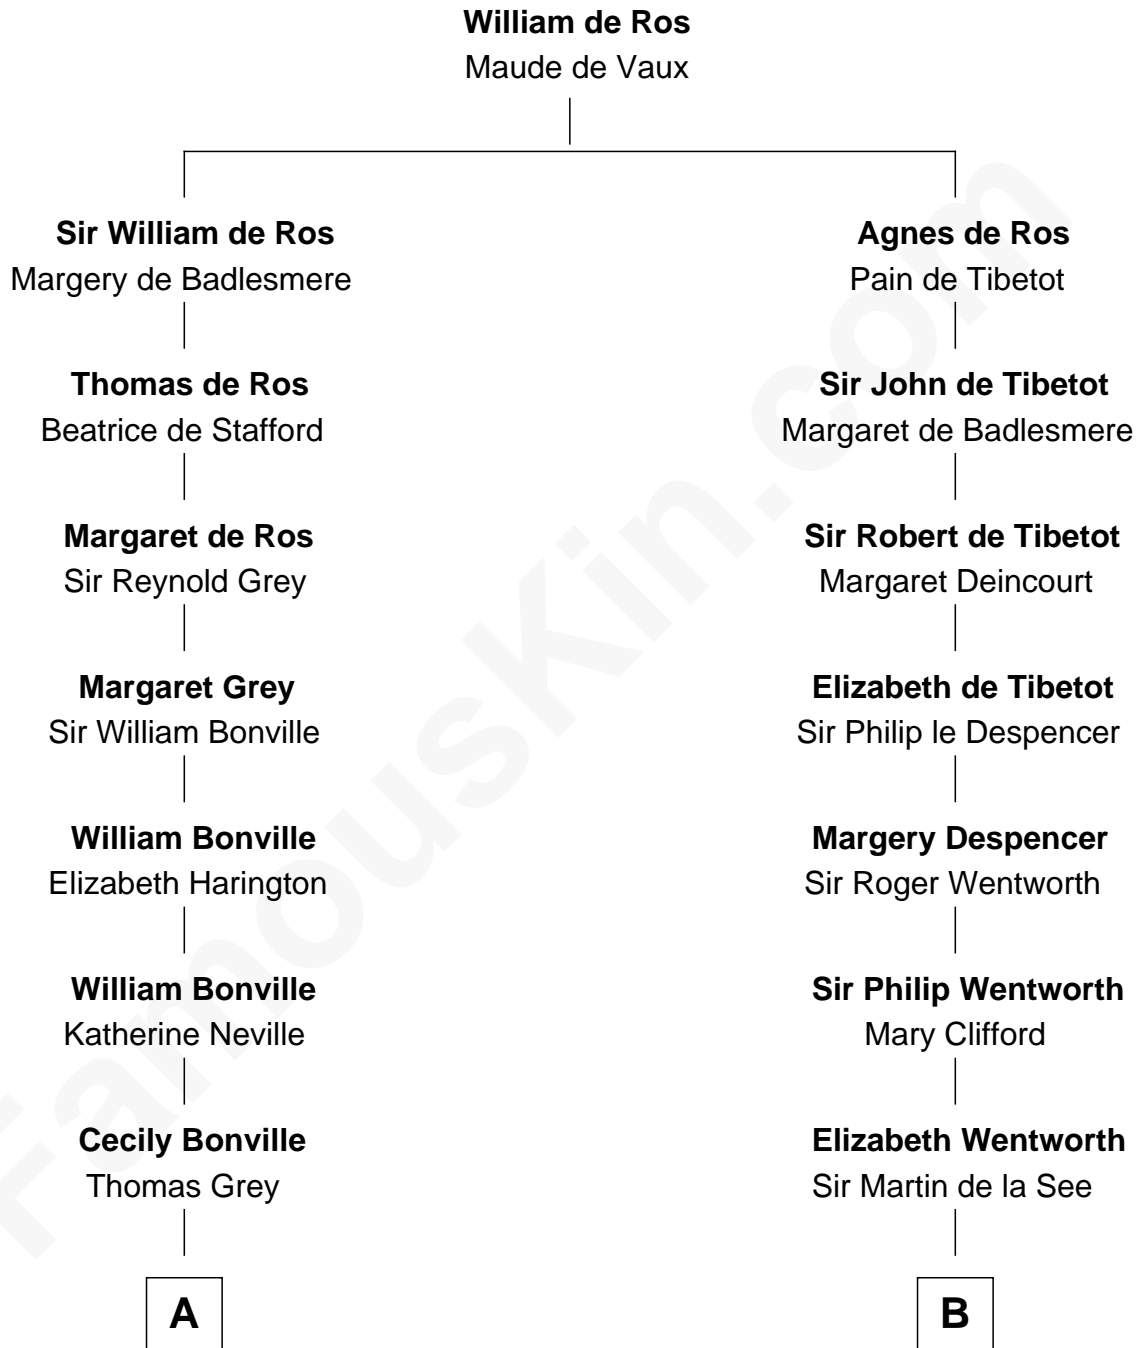 William de Ros
Maude de Vaux
Sir William de Ros
Margery de Badlesmere
Agnes de Ros
Pain de Tibetot
Thomas de Ros
Beatrice de Stafford
Sir John de Tibetot
Margaret de Badlesmere
Margaret de Ros
Sir Reynold Grey
Sir Robert de Tibetot
Margaret Deincourt
Margaret Grey
Sir William Bonville
Elizabeth de Tibetot
Sir Philip le Despencer
William Bonville
Elizabeth Harington
Margery Despencer
Sir Roger Wentworth
William Bonville
Katherine Neville
Sir Philip Wentworth
Mary Clifford
Cecily Bonville
Thomas Grey
Elizabeth Wentworth
Sir Martin de la See
A
B
FamousKin.com